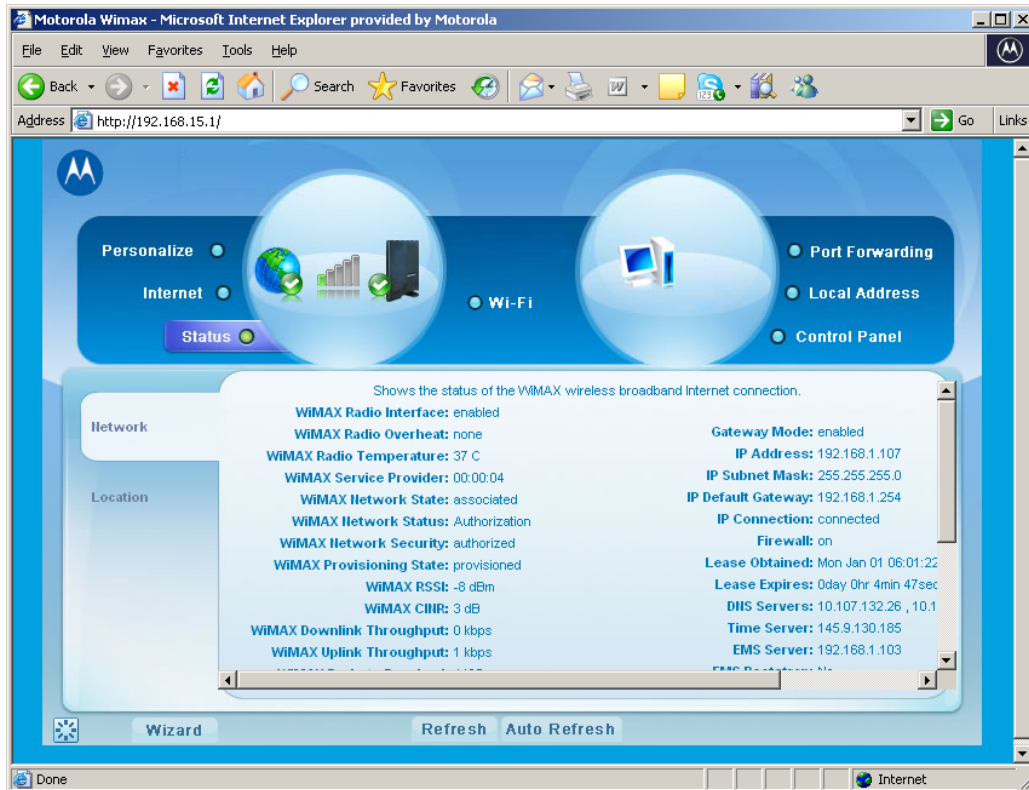 Motorola Wimax - Microsoft Internet Explorer provided by Motorola
File Edit View Favorites Tools Help
Back Search Favorites
Address http://192.168.15.1/ Go Links
Personalize
Internet
Status
Wi-Fi
Port Forwarding
Local Address
Control Panel
Network
Location
Shows the status of the WiMAX wireless broadband Internet connection.
WiMAX Radio Interface: enabled
WiMAX Radio Overheat: none
WiMAX Radio Temperature: 37 C
WiMAX Service Provider: 00:00:04
WiMAX Network State: associated
WiMAX Network Status: Authorization
WiMAX Network Security: authorized
WiMAX Provisioning State: provisioned
WiMAX RSSI: -8 dBm
WiMAX CINR: 3 dB
WiMAX Downlink Throughput: 0 kbps
WiMAX Uplink Throughput: 1 kbps
Gateway Mode: enabled
IP Address: 192.168.1.107
IP Subnet Mask: 255.255.255.0
IP Default Gateway: 192.168.1.254
IP Connection: connected
Firewall: on
Lease Obtained: Mon Jan 01 06:01:22
Lease Expires: 0day 0hr 4min 47sec
DNS Servers: 10.107.132.26 , 10.1
Time Server: 145.9.130.185
EMS Server: 192.168.1.103
Wizard
Refresh Auto Refresh
Done Internet